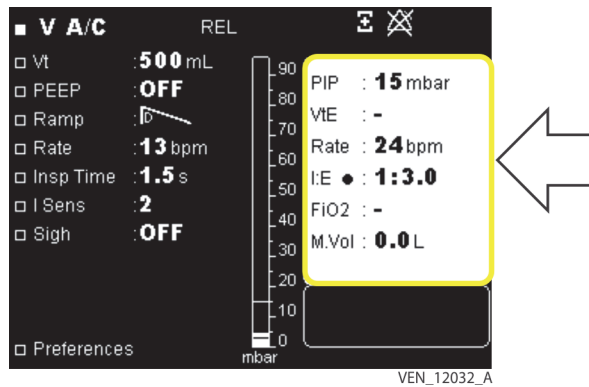 V A/C REL
Vt :500 mL
PEEP :OFF
Ramp :D
Rate :13 bpm
Insp Time :1.5 s
I Sens :2
Sigh :OFF
Preferences
90
80
70
60
50
40
30
20
10
0
mbar
PIP : 15 mbar
VtE : -
Rate : 24 bpm
I:E ● : 1:3.0
FiO2 : -
M.Vol : 0.0 L
VEN_12032_A